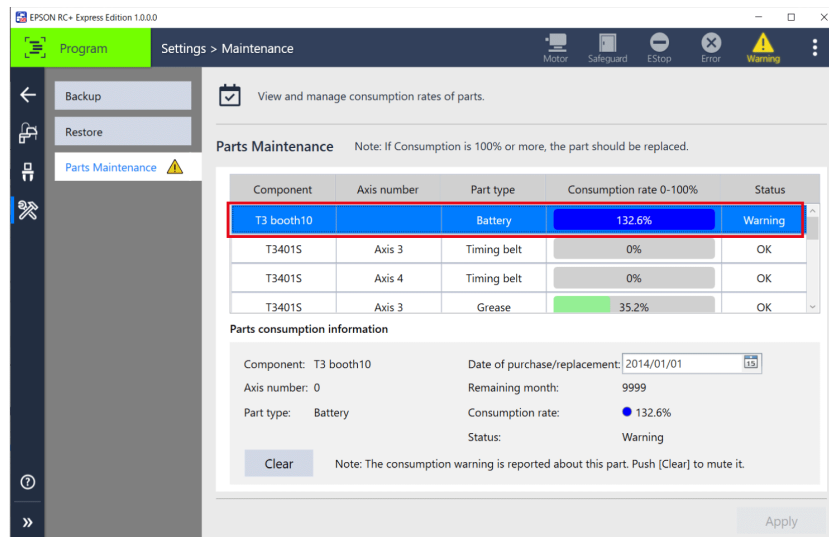 EPSON RC+ Express Edition 1.0.0.0
Program
Settings > Maintenance
Motor
Safeguard
EStop
Error
Warning
Backup
Restore
Parts Maintenance
View and manage consumption rates of parts.
Parts Maintenance Note: If Consumption is 100% or more, the part should be replaced.
Component Axis number Part type Consumption rate 0-100% Status
T3 booth10 Battery 132.6% Warning
T3401S Axis 3 Timing belt 0% OK
T3401S Axis 4 Timing belt 0% OK
T3401S Axis 3 Grease 35.2% OK
Parts consumption information
Component: T3 booth10 Date of purchase/replacement: 2014/01/01 15
Axis number: 0 Remaining month: 9999
Part type: Battery Consumption rate: 132.6%
Status: Warning
Clear Note: The consumption warning is reported about this part. Push [Clear] to mute it.
Apply